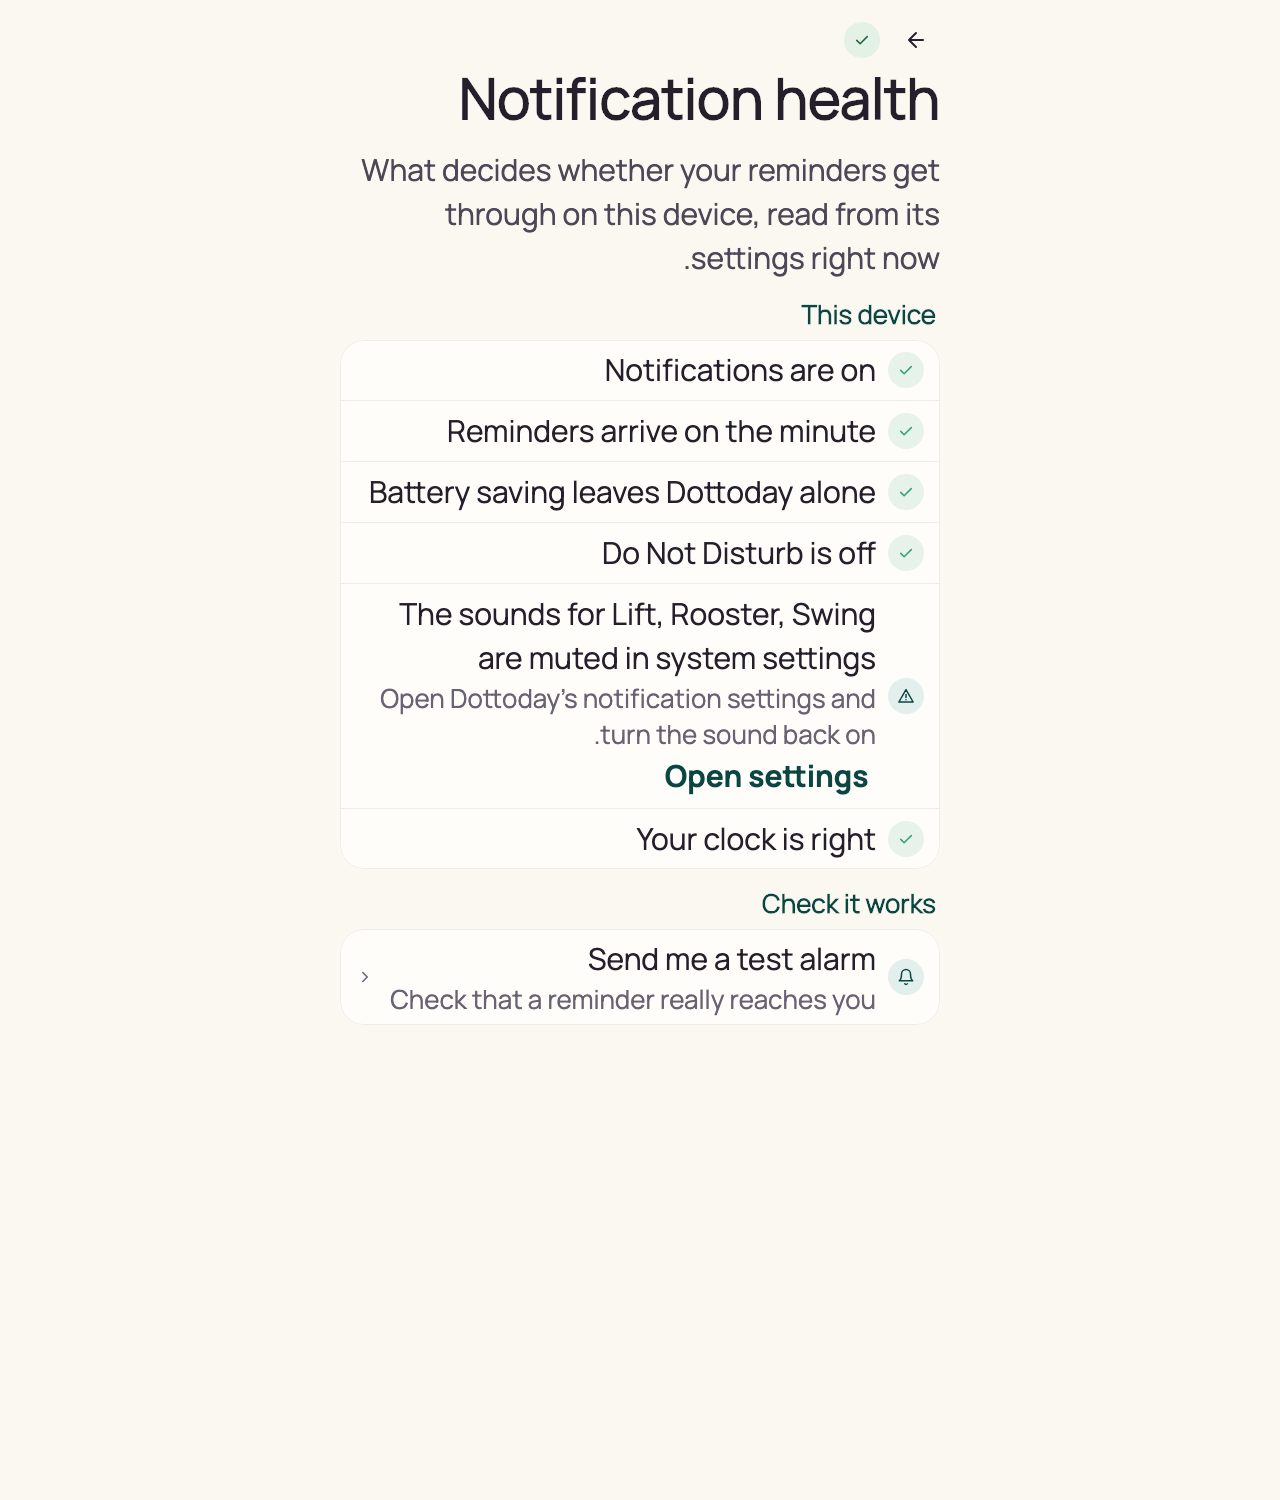 Notification health
What decides whether your reminders get
through on this device, read from its
settings right now.
This device
Notifications are on
Reminders arrive on the minute
Battery saving leaves Dottoday alone
Do Not Disturb is off
The sounds for Lift, Rooster, Swing
are muted in system settings
Open Dottoday’s notification settings and
turn the sound back on.
Open settings
Your clock is right
Check it works
Send me a test alarm
Check that a reminder really reaches you